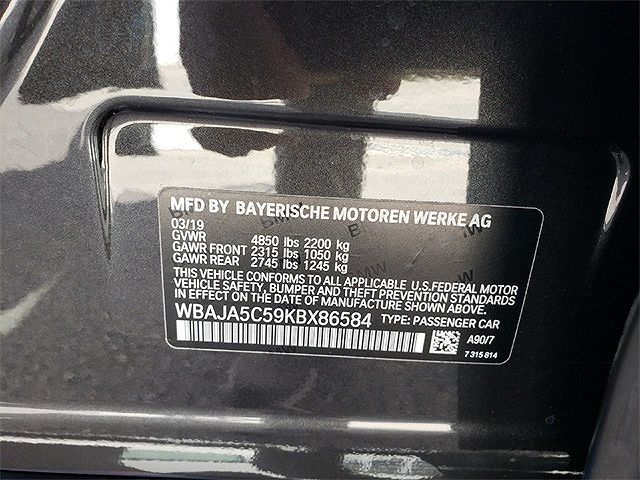 MFD BY BAYERISCHE MOTOREN WERKE AG
03/19
GVWR 4850 lbs 2200 kg
GAWR FRONT 2315 lbs 1050 kg
GAWR REAR 2745 lbs 1245 kg
THIS VEHICLE CONFORMS TO ALL APPLICABLE U.S.FEDERAL MOTOR
VEHICLE SAFETY, BUMPER AND THEFT PREVENTION STANDARDS
IN EFFECT ON THE DATE OF MANUFACTURE SHOWN ABOVE.
WBAJA5C59KBX86584 TYPE: PASSENGER CAR
A90/7
7 315 814